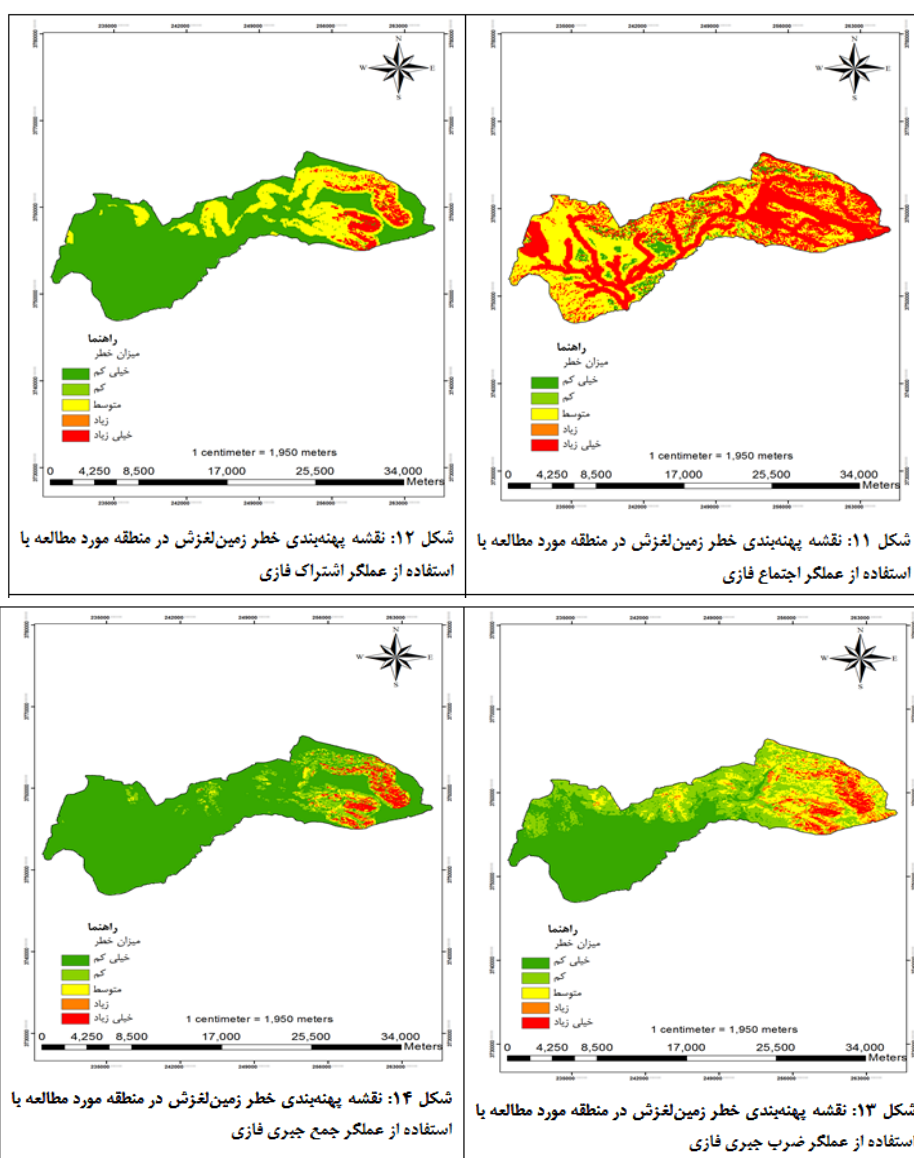 N
W E
S
راهنما
میزان خطر
خیلی کم
کم
متوسط
زیاد
خیلی زیاد
1 centimeter = 1,950 meters
0 4,250 8,500 17,000 25,500 34,000
Meters
شکل ۱۱: نقشه پهنه‌بندی خطر زمین‌لغزش در منطقه مورد مطالعه با
استفاده از عملگر اجتماع فازی
N
W E
S
راهنما
میزان خطر
خیلی کم
کم
متوسط
زیاد
خیلی زیاد
1 centimeter = 1,950 meters
0 4,250 8,500 17,000 25,500 34,000
Meters
شکل ۱۲: نقشه پهنه‌بندی خطر زمین‌لغزش در منطقه مورد مطالعه با
استفاده از عملگر اشتراک فازی
N
W E
S
راهنما
میزان خطر
خیلی کم
کم
متوسط
زیاد
خیلی زیاد
1 centimeter = 1,950 meters
0 4,250 8,500 17,000 25,500 34,000
Meters
شکل ۱۳: نقشه پهنه‌بندی خطر زمین‌لغزش در منطقه مورد مطالعه با
استفاده از عملگر ضرب جبری فازی
N
W E
S
راهنما
میزان خطر
خیلی کم
کم
متوسط
زیاد
خیلی زیاد
1 centimeter = 1,950 meters
0 4,250 8,500 17,000 25,500 34,000
Meters
شکل ۱۴: نقشه پهنه‌بندی خطر زمین‌لغزش در منطقه مورد مطالعه با
استفاده از عملگر جمع جبری فازی